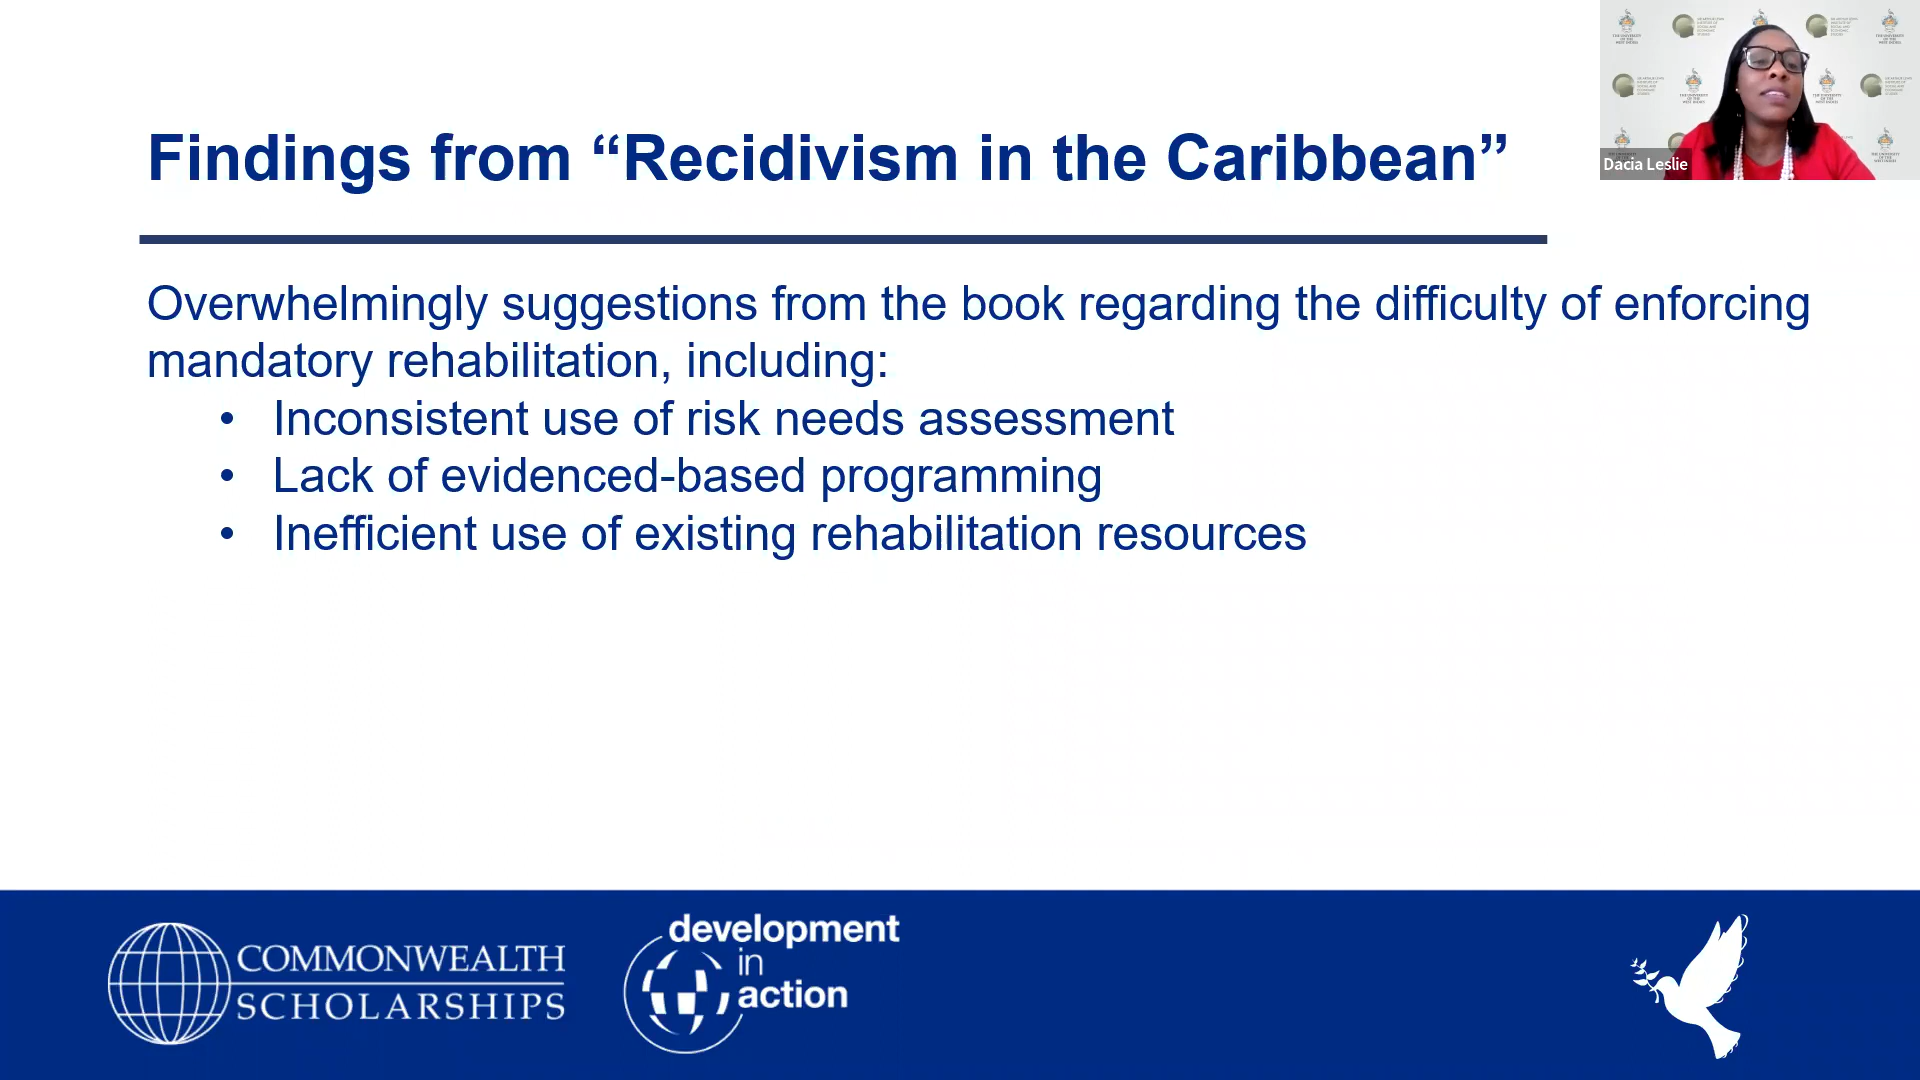 Findings from “Recidivism in the Caribbean”
Dacia Leslie
Overwhelmingly suggestions from the book regarding the difficulty of enforcing
mandatory rehabilitation, including:
• Inconsistent use of risk needs assessment
• Lack of evidenced-based programming
• Inefficient use of existing rehabilitation resources
COMMONWEALTH
SCHOLARSHIPS
development
in
action